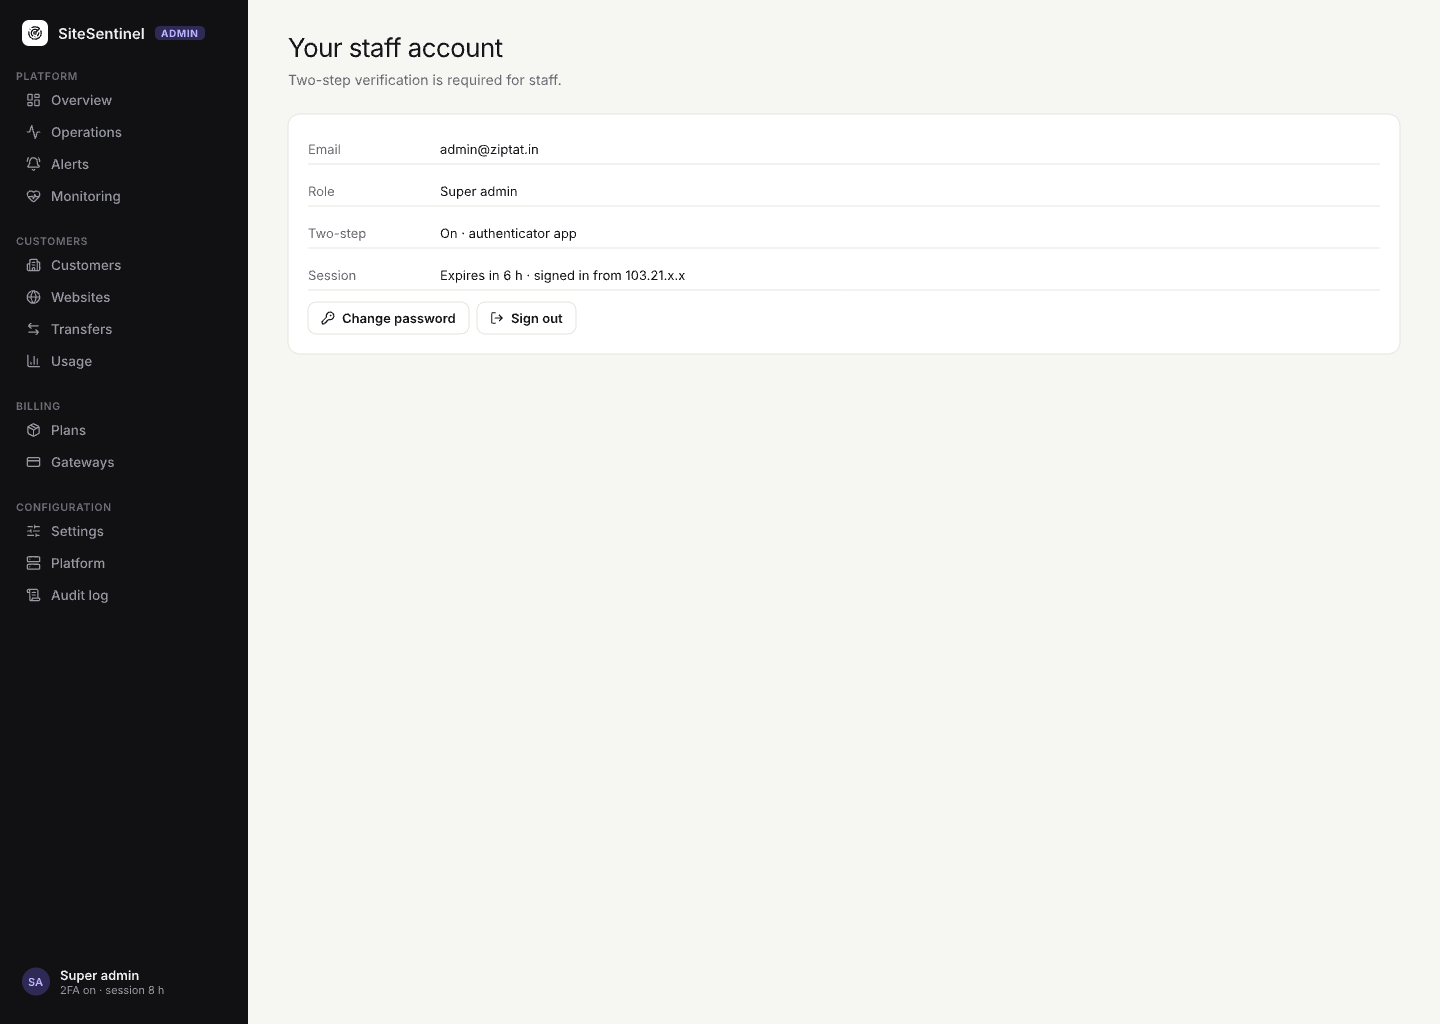 SiteSentinel ADMIN
PLATFORM
Overview
Operations
Alerts
Monitoring
CUSTOMERS
Customers
Websites
Transfers
Usage
BILLING
Plans
Gateways
CONFIGURATION
Settings
Platform
Audit log
SA
Super admin
2FA on · session 8 h
Your staff account
Two-step verification is required for staff.
Email admin@ziptat.in
Role Super admin
Two-step On · authenticator app
Session Expires in 6 h · signed in from 103.21.x.x
Change password Sign out